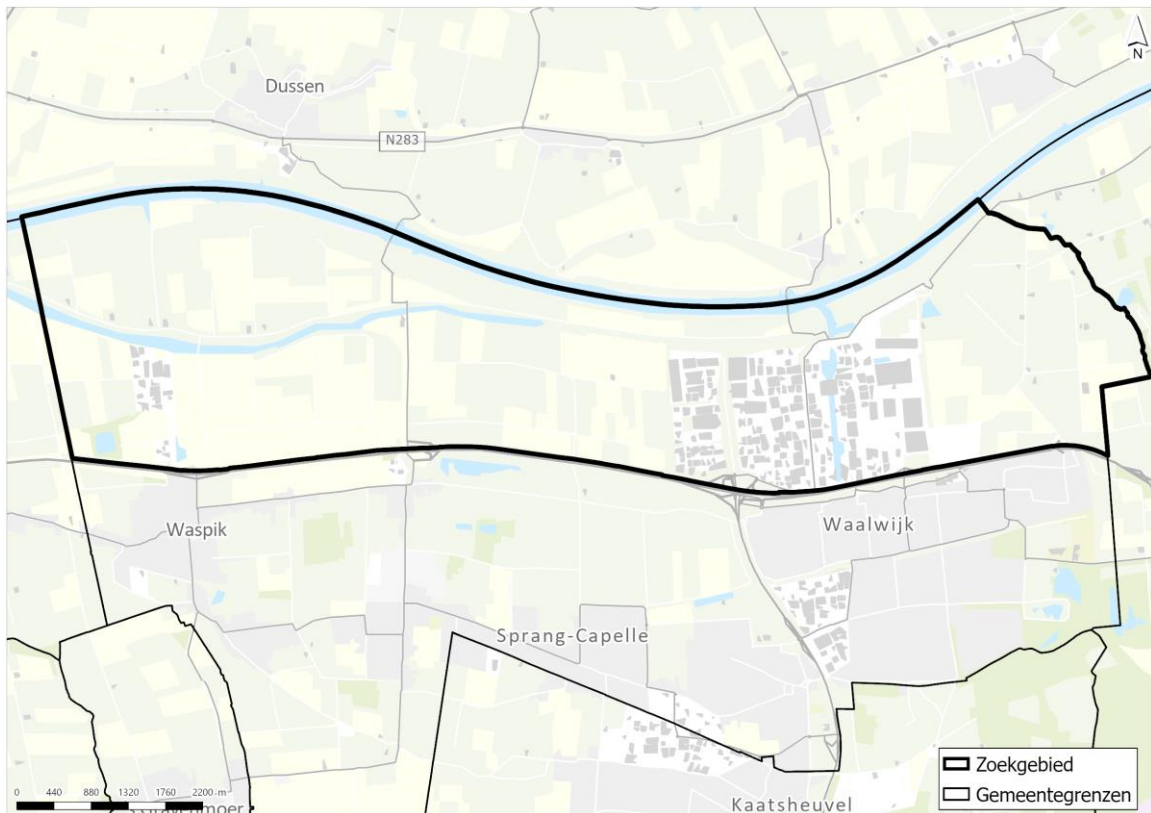 N
Dussen
N283
Waspik
Waalwijk
Sprang-Capelle
Zoekgebied
Gemeentegrenzen
0 440 880 1320 1760 2200 m
Kaatsheuvel